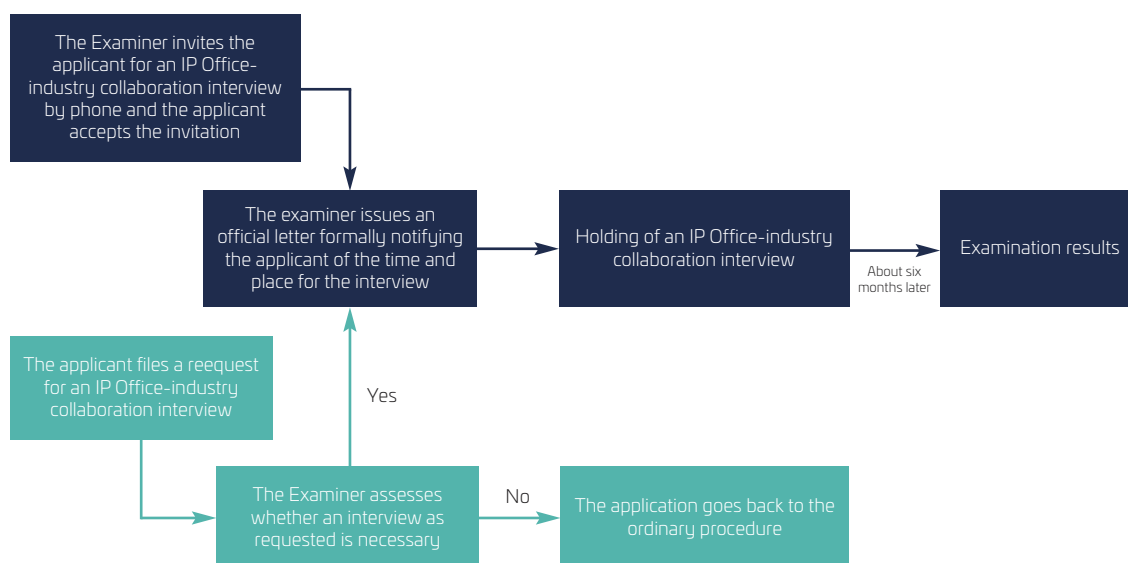 The Examiner invites the
applicant for an IP Office-
industry collaboration interview
by phone and the applicant
accepts the invitation
The examiner issues an
official letter formally notifying
the applicant of the time and
place for the interview
Holding of an IP Office-industry
collaboration interview
About six
months later
Examination results
The applicant files a reequest
for an IP Office-industry
collaboration interview
Yes
The Examiner assesses
whether an interview as
requested is necessary
No
The application goes back to the
ordinary procedure